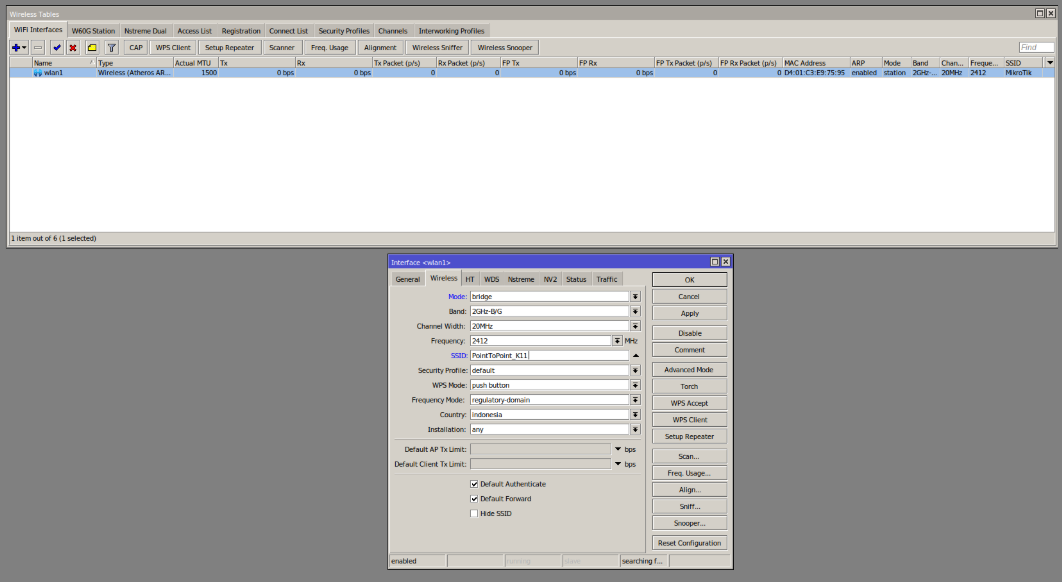 Wireless Tables
WiFi Interfaces W60G Station Nstreme Dual Access List Registration Connect List Security Profiles Channels Interworking Profiles
CAP WPS Client Setup Repeater Scanner Freq. Usage Alignment Wireless Sniffer Wireless Snooper Find
Name / Type Actual MTU Tx Rx Tx Packet (p/s) Rx Packet (p/s) FP Tx FP Rx FP Tx Packet (p/s) FP Rx Packet (p/s) MAC Address ARP Mode Band Chan... Freque... SSID
wlan1 Wireless (Atheros AR... 1500 0 bps 0 bps 0 0 0 bps 0 bps 0 0 D4:01:C3:E9:75:95 enabled station 2GHz-... 20MHz 2412 MikroTik
1 item out of 6 (1 selected)
Interface <wlan1>
General Wireless HT WDS Nstreme NV2 Status Traffic
Mode: bridge
Band: 2GHz-B/G
Channel Width: 20MHz
Frequency: 2412 MHz
SSID: PointToPoint_K11
Security Profile: default
WPS Mode: push button
Frequency Mode: regulatory-domain
Country: indonesia
Installation: any
Default AP Tx Limit: bps
Default Client Tx Limit: bps
Default Authenticate
Default Forward
Hide SSID
OK
Cancel
Apply
Disable
Comment
Advanced Mode
Torch
WPS Accept
WPS Client
Setup Repeater
Scan...
Freq. Usage...
Align...
Sniff...
Snooper...
Reset Configuration
enabled running slave searching f...